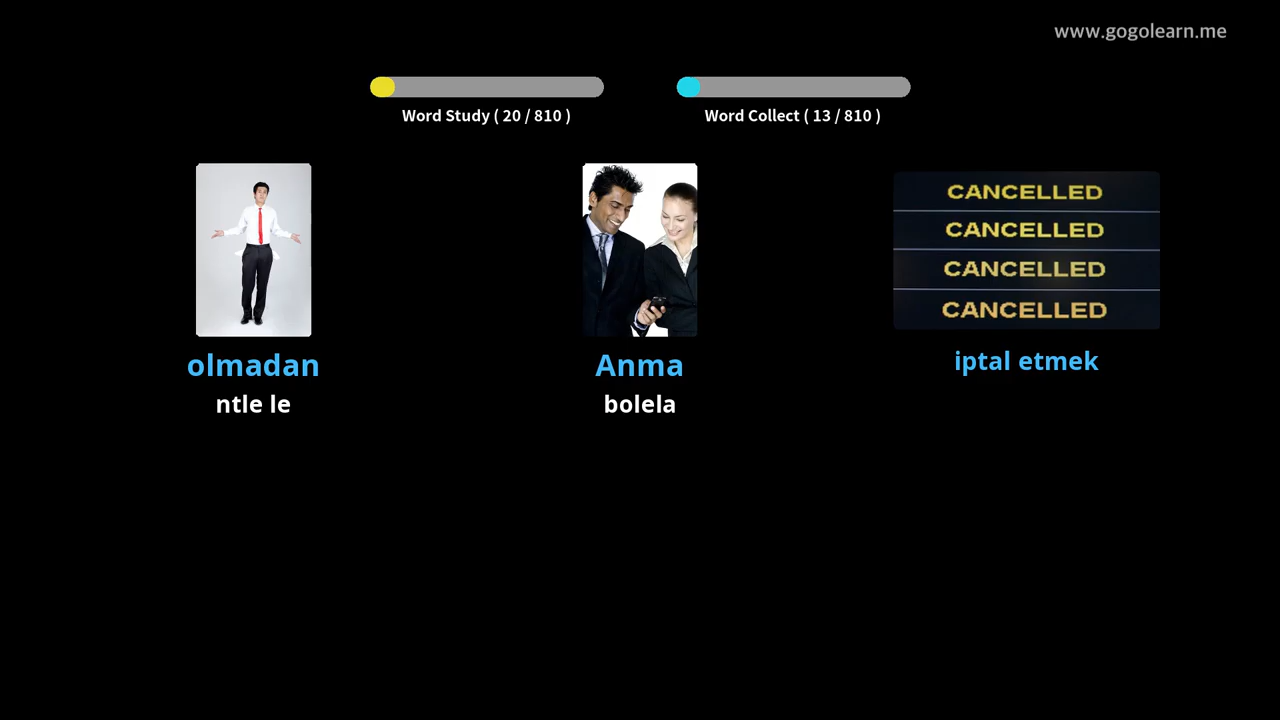 www.gogolearn.me
Word Study ( 20 / 810 )
Word Collect ( 13 / 810 )
CANCELLED
CANCELLED
CANCELLED
CANCELLED
olmadan
ntle le
Anma
bolela
iptal etmek